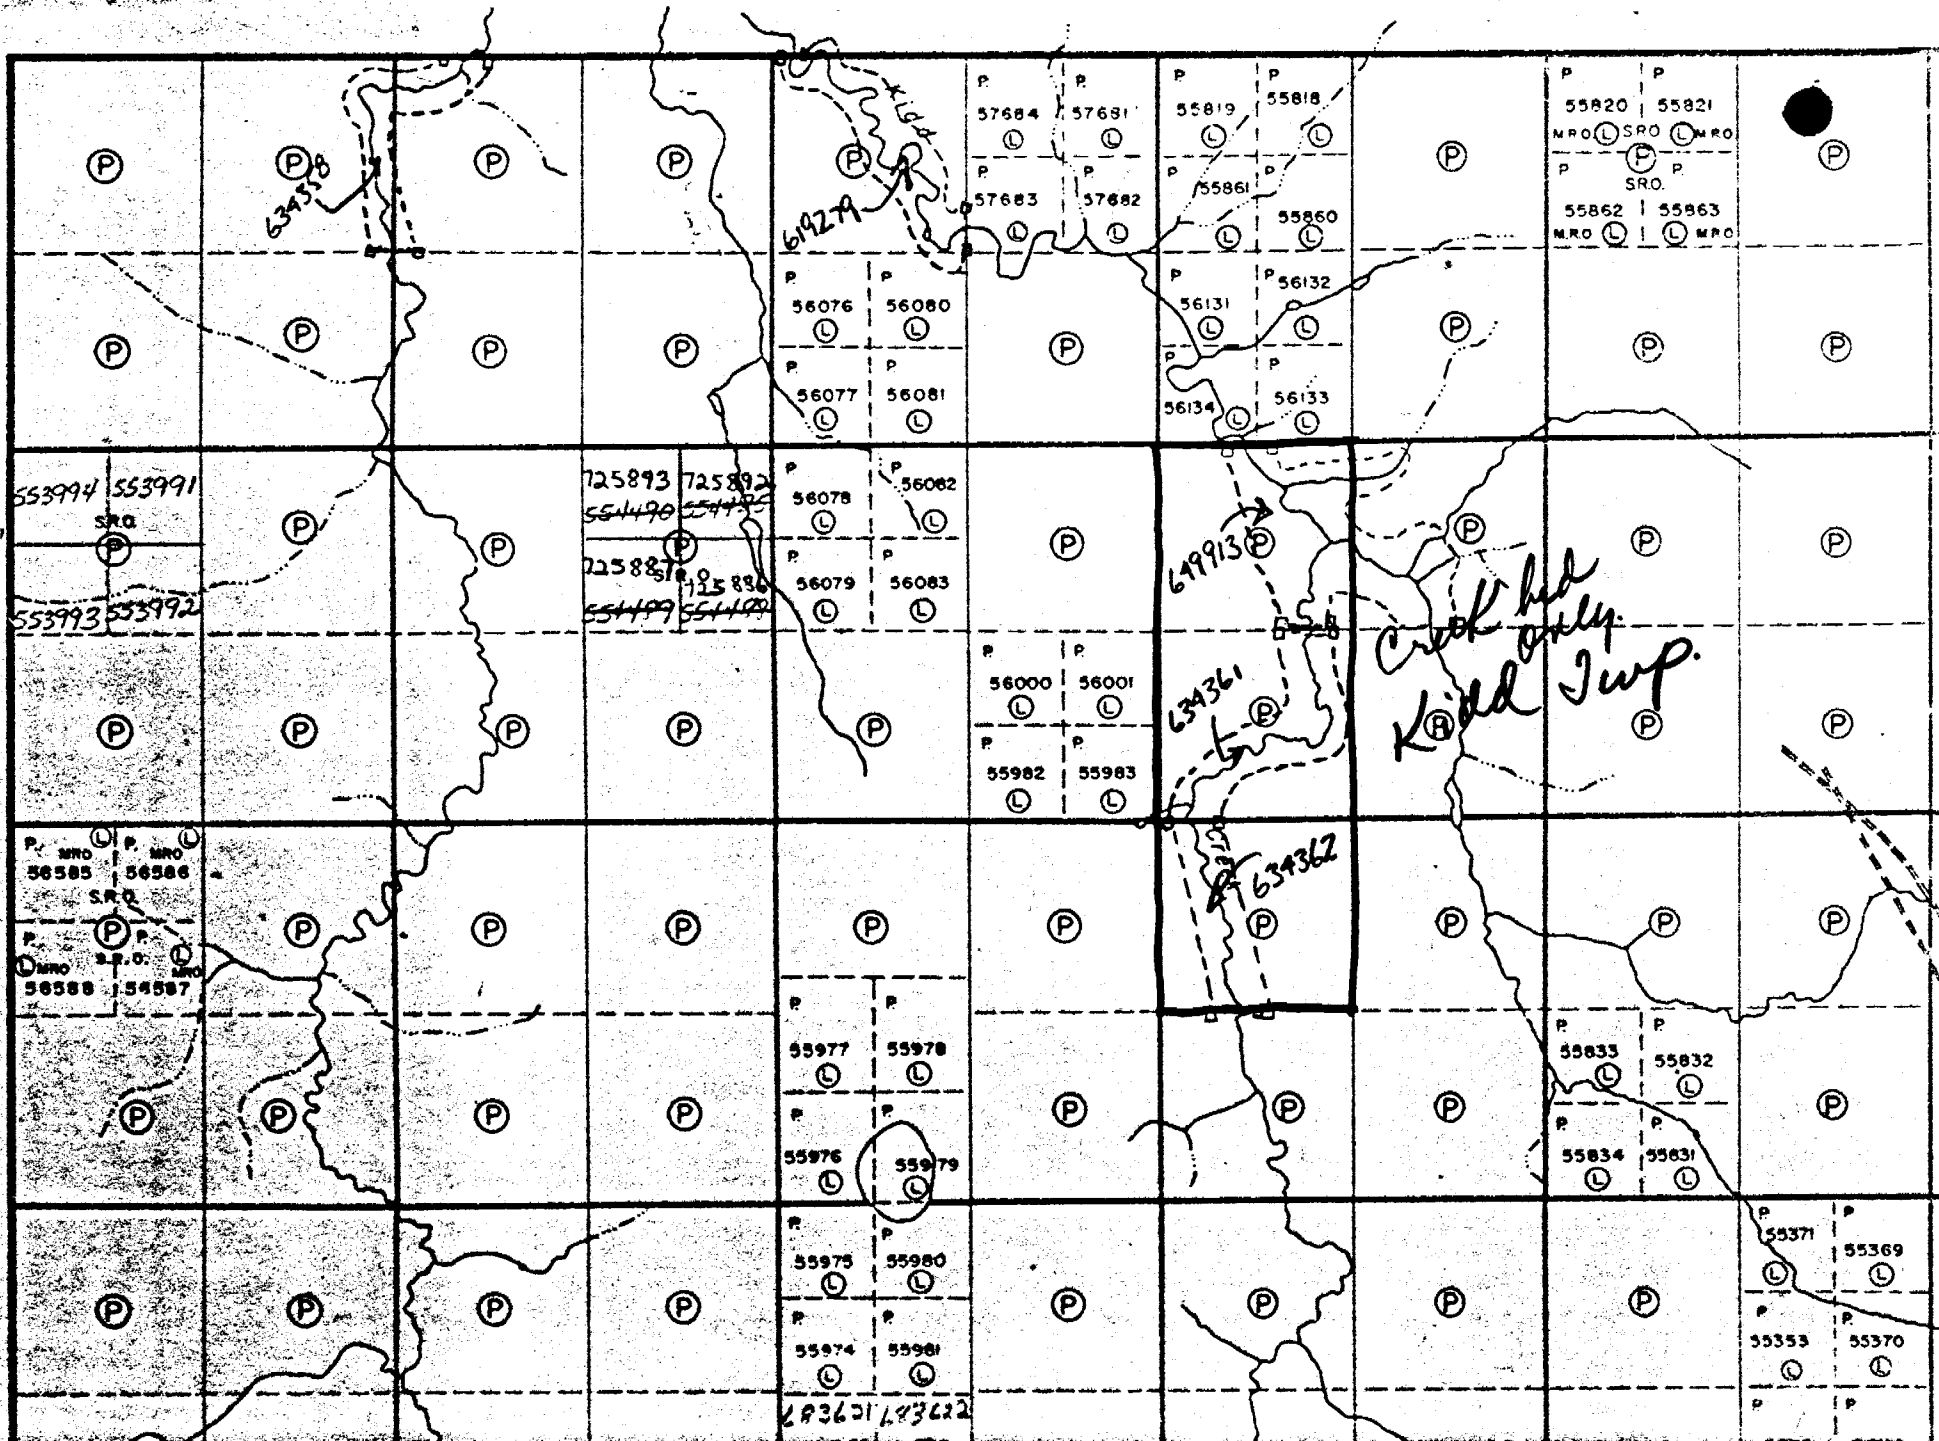 P P P P
57684 57681 55819 55818 55820 55821
L L L L MRO L SRO L MRO
P P P P P Kidd P P P P
P P P P P P
57683 57682 55861 55860 S.R.O.
55862 55863
L L L L MRO L L MRO
634358
619279
P P P P
56076 56080 56131 56132
L L L L
P P P P P P P P
P P P P
56077 56081 56134 56133
L L L L
553994 553991 725893 725892 P P
56078 56082
S.R.O. L L
P P P P P P P P
553993 553992 P P
56079 56083
L L
649913
Creek bed
only.
Kidd Twp.
P P
56000 56001
L L
634361
P P P P P P P P P
P P
55982 55983
L L
L L
P. MRO P. MRO
56585 56586
S.R.O.
634362
P P P P P P P P P P
P. P.
L MRO S.R.O. L MRO
56588 56587
P P P P
55977 55978 55833 55832
L L L L
P P P P P P P P
P P P P
55976 55979 55834 55831
L L L L
P P P P
55975 55980 55371 55369
L L L L
P P P P P P P P
P P P P
55974 55981 55353 55370
L L L L
P P